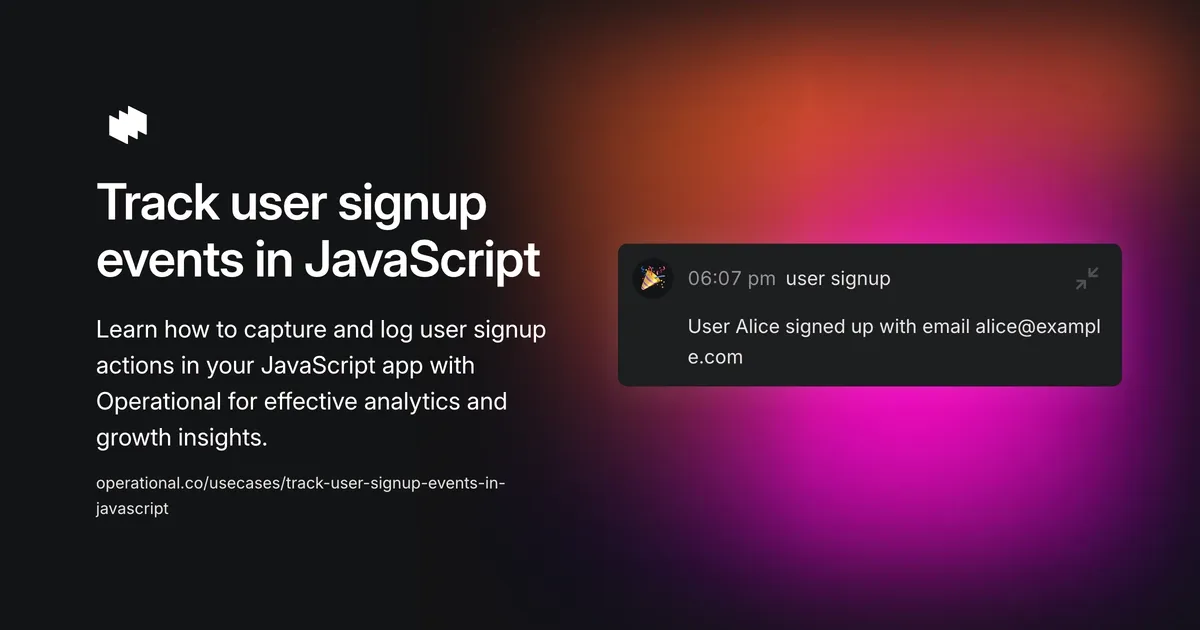 Track user signup
events in JavaScript
Learn how to capture and log user signup
actions in your JavaScript app with
Operational for effective analytics and
growth insights.
operational.co/usecases/track-user-signup-events-in-
javascript
06:07 pm user signup
User Alice signed up with email alice@exampl
e.com